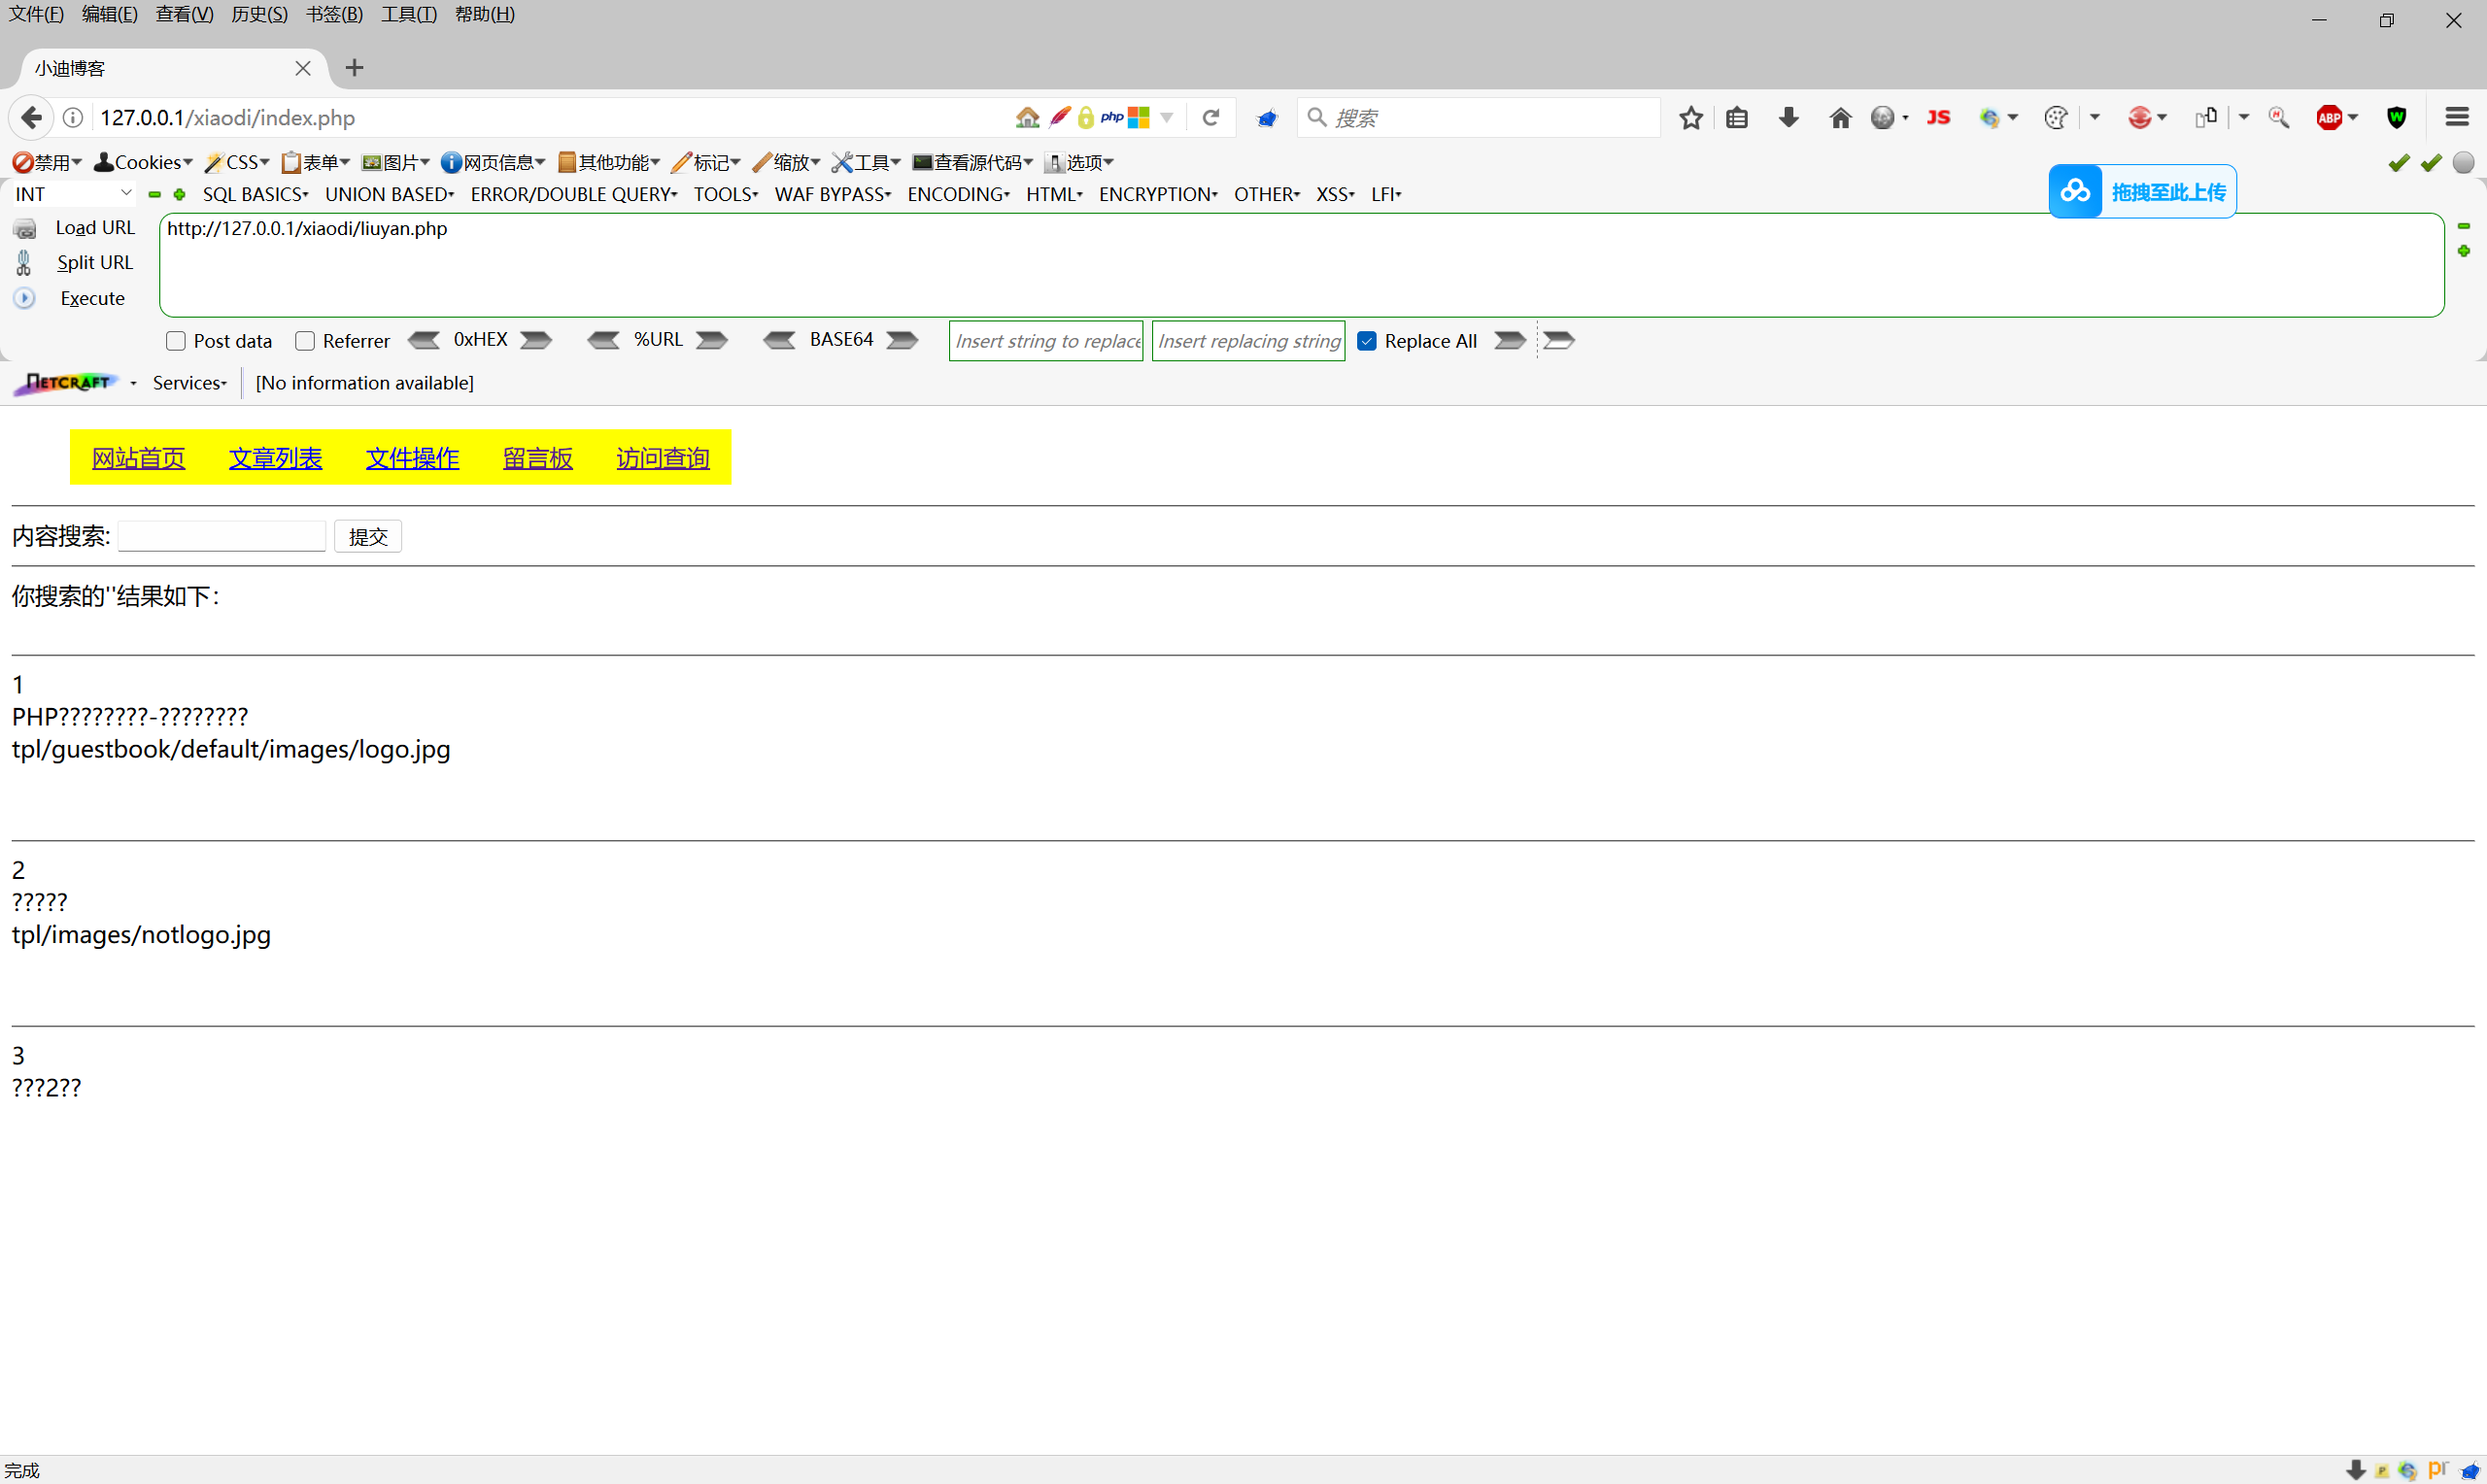 文件(F) 编辑(E) 查看(V) 历史(S) 书签(B) 工具(T) 帮助(H)
小迪博客
127.0.0.1/xiaodi/index.php php 搜索 JS ABP W
禁用 Cookies CSS 表单 图片 网页信息 其他功能 标记 缩放 工具 查看源代码 选项
INT SQL BASICS UNION BASED ERROR/DOUBLE QUERY TOOLS WAF BYPASS ENCODING HTML ENCRYPTION OTHER XSS LFI
拖拽至此上传
Load URL http://127.0.0.1/xiaodi/liuyan.php
Split URL
Execute
Post data Referrer 0xHEX %URL BASE64 Insert string to replace Insert replacing string Replace All
NETCRAFT Services [No information available]
网站首页 文章列表 文件操作 留言板 访问查询
内容搜索: 提交
你搜索的''结果如下：
1
PHP????????-????????
tpl/guestbook/default/images/logo.jpg
2
?????
tpl/images/notlogo.jpg
3
???2??
完成 P pr